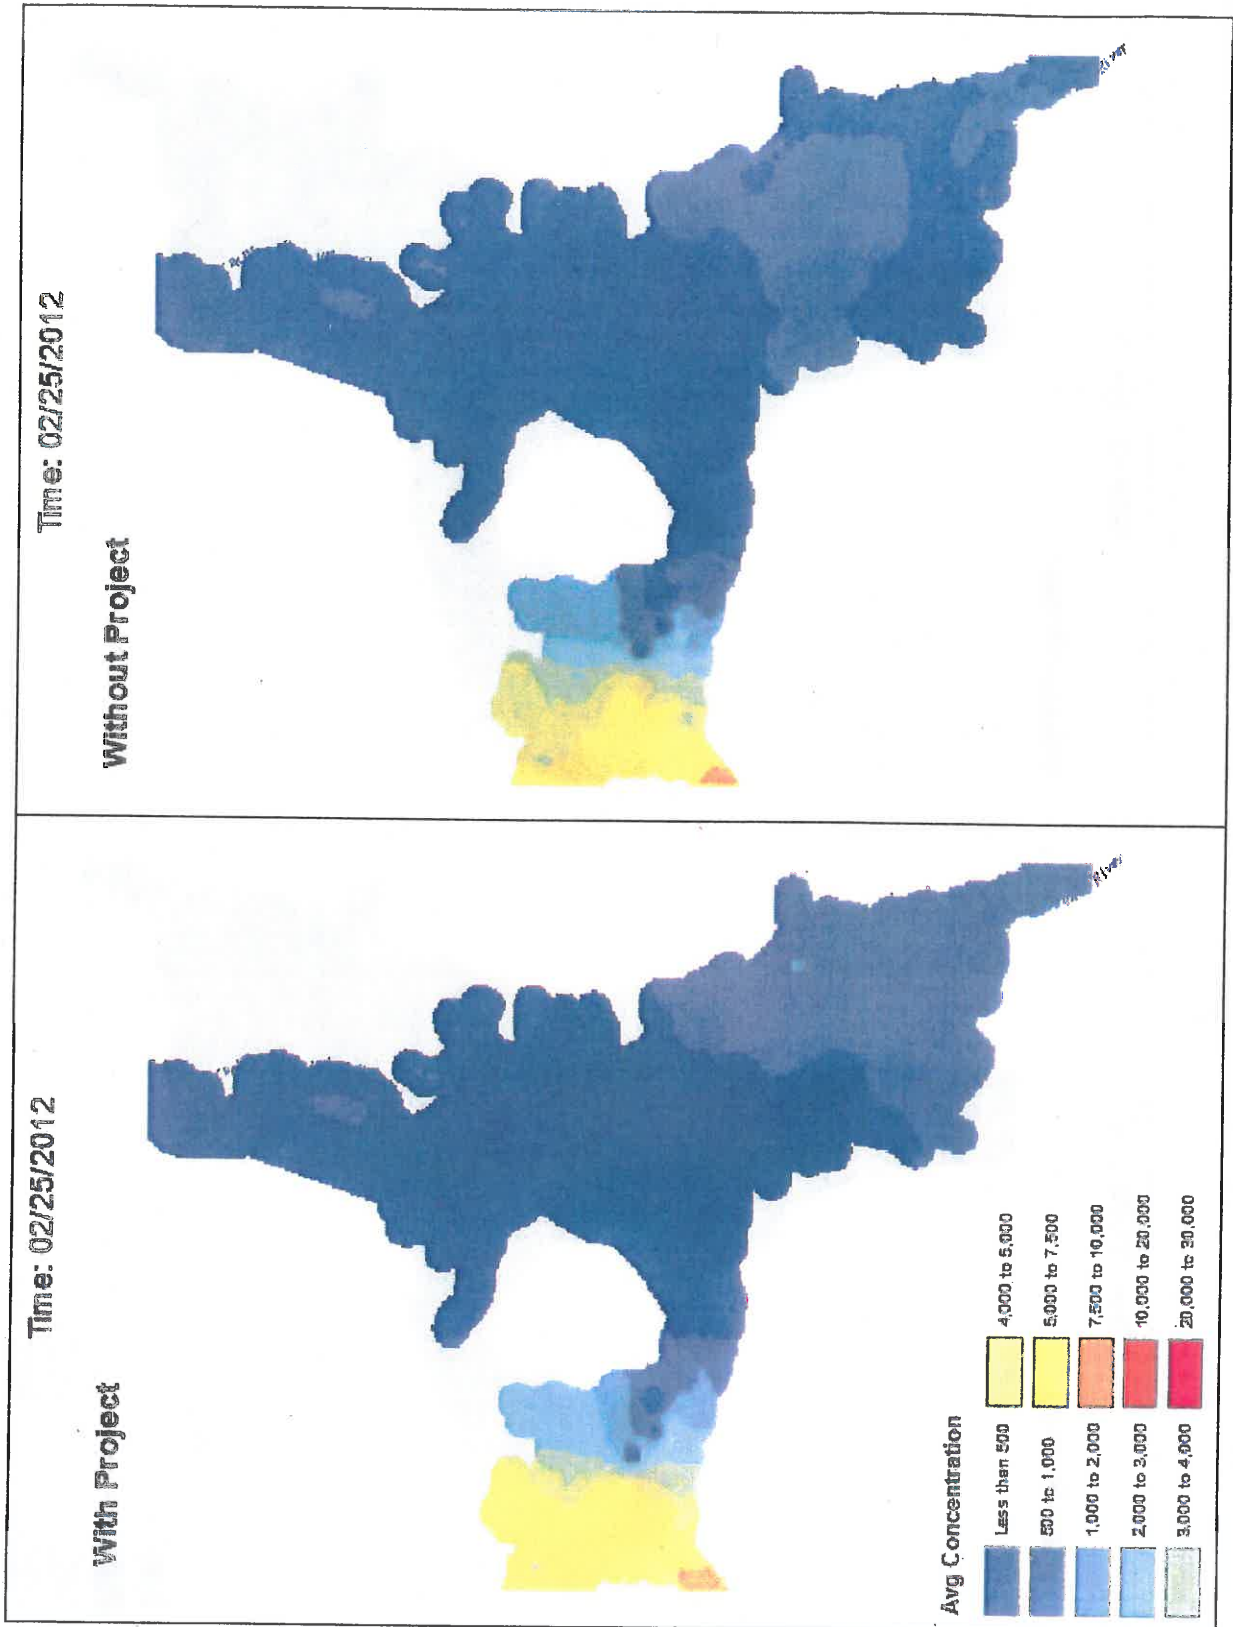 Time: 02/25/2012
With Project
River
Avg Concentration
Less than 500
500 to 1,000
1,000 to 2,000
2,000 to 3,000
3,000 to 4,000
4,000 to 5,000
5,000 to 7,500
7,500 to 10,000
10,000 to 20,000
20,000 to 30,000
Time: 02/25/2012
Without Project
River